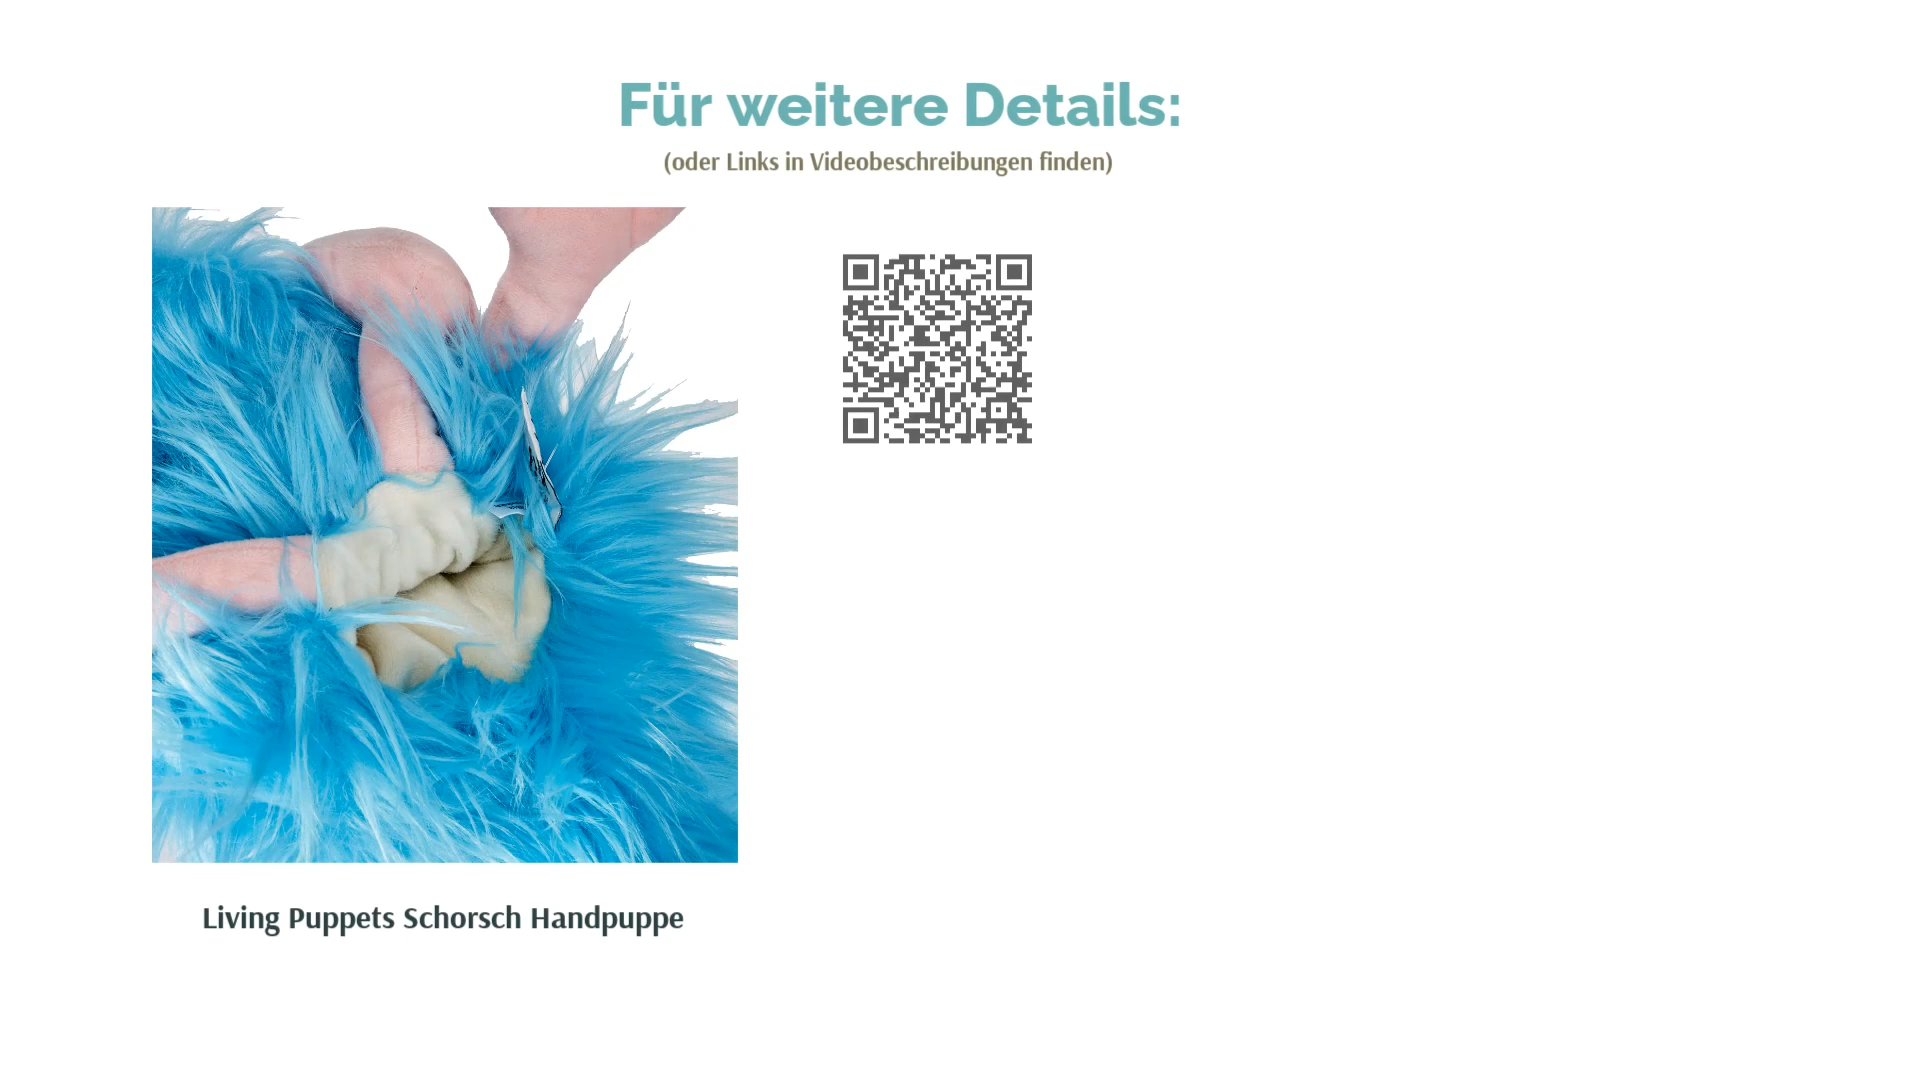 Für weitere Details:
(oder Links in Videobeschreibungen finden)
Living Puppets Schorsch Handpuppe